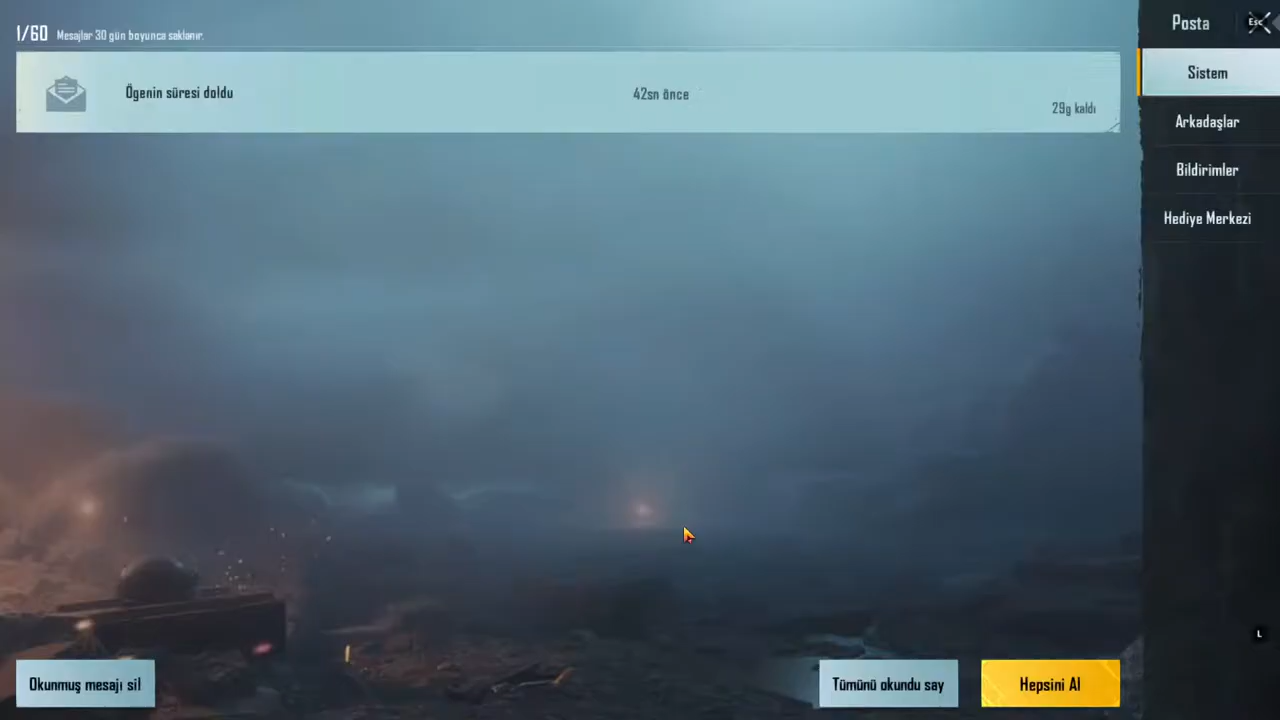 1/60 Mesajlar 30 gün boyunca saklanır.
Posta
Esc
Sistem
Ögenin süresi doldu
42sn önce
29g kaldı
Arkadaşlar
Bildirimler
Hediye Merkezi
L
Okunmuş mesajı sil
Tümünü okundu say
Hepsini Al